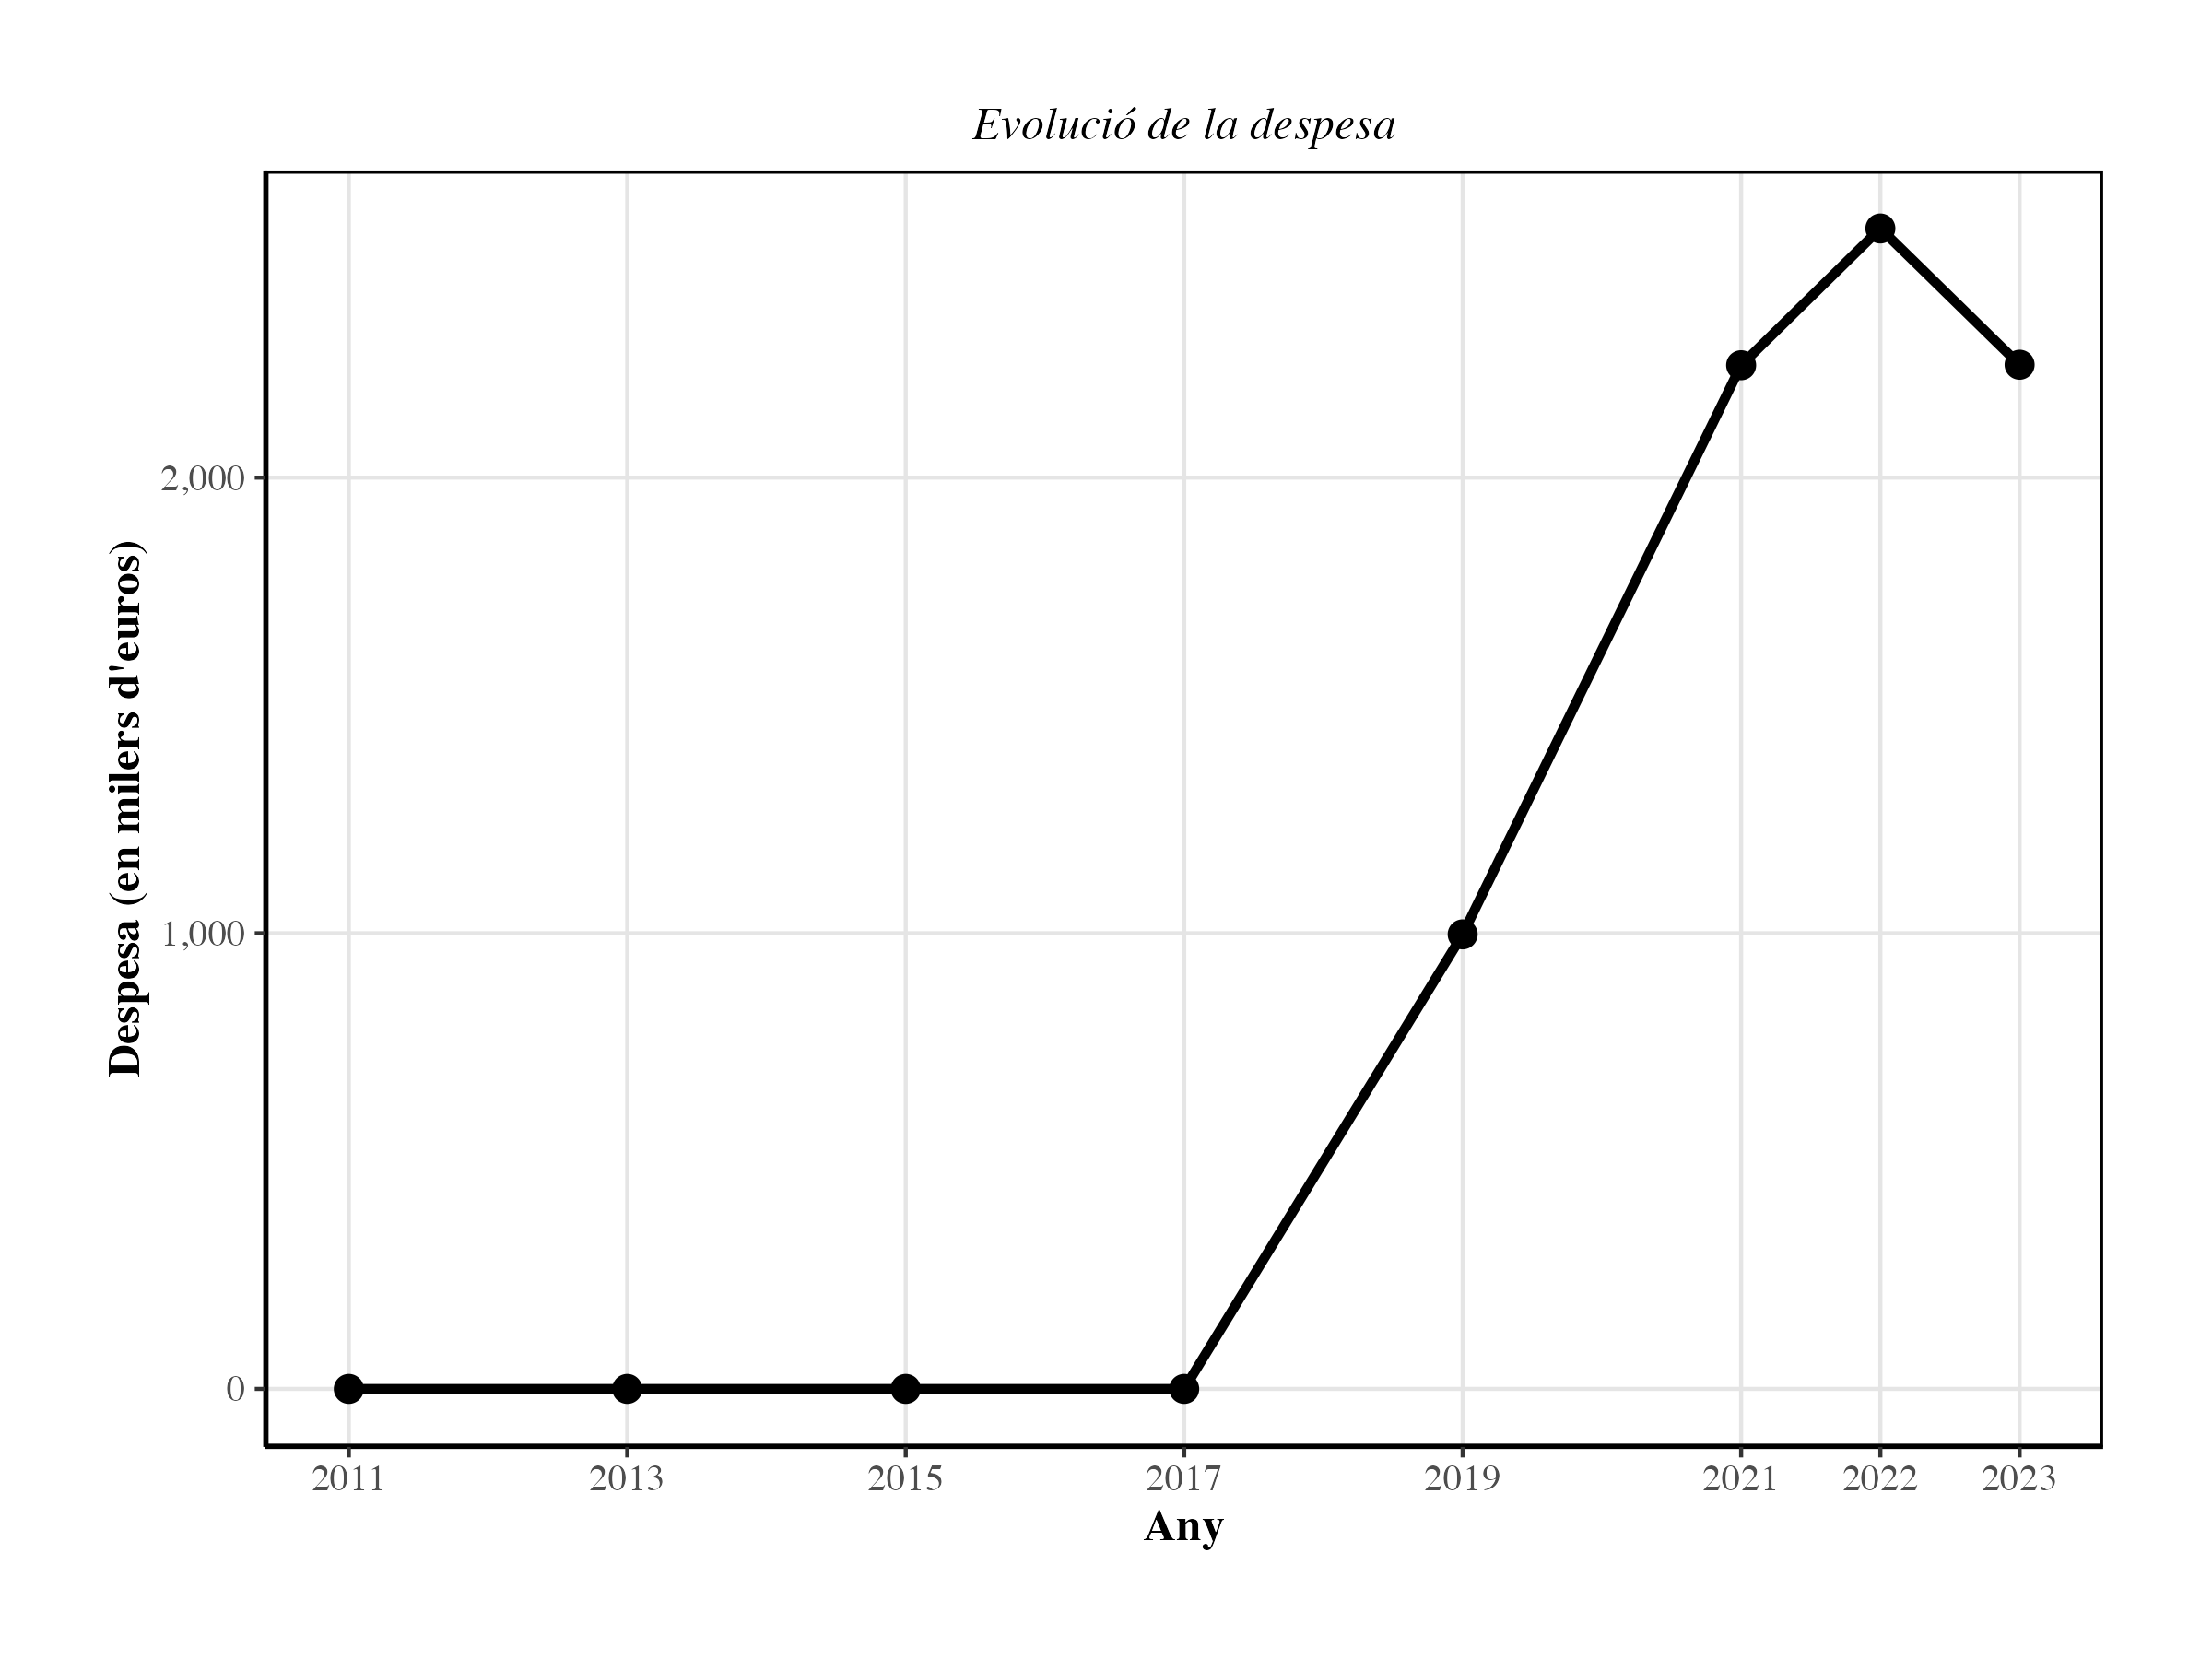 Evolució de la despesa
Despesa (en milers d'euros)
2,000
1,000
0
2011 2013 2015 2017 2019 2021 2022 2023
Any